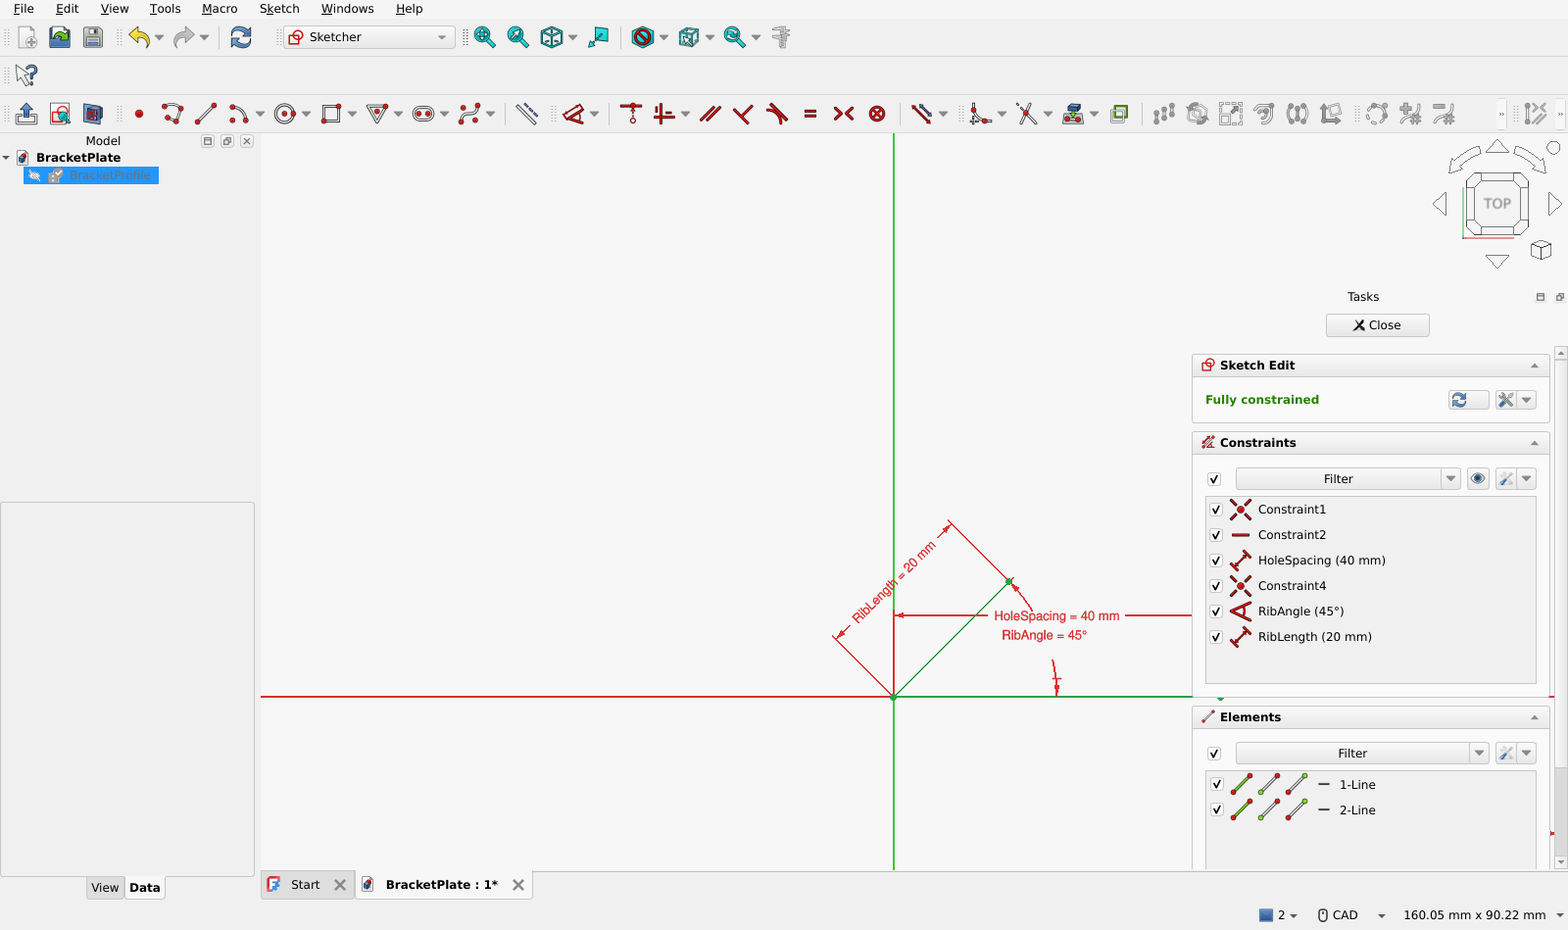 File Edit View Tools Macro Sketch Windows Help
Sketcher
Model
BracketPlate
BracketProfile
TOP
Tasks
Close
Sketch Edit
Fully constrained
Constraints
Filter
Constraint1
Constraint2
HoleSpacing (40 mm)
Constraint4
RibAngle (45°)
RibLength (20 mm)
RibLength = 20 mm
HoleSpacing = 40 mm
RibAngle = 45°
Elements
Filter
1-Line
2-Line
View Data
Start
BracketPlate : 1*
2 CAD 160.05 mm x 90.22 mm